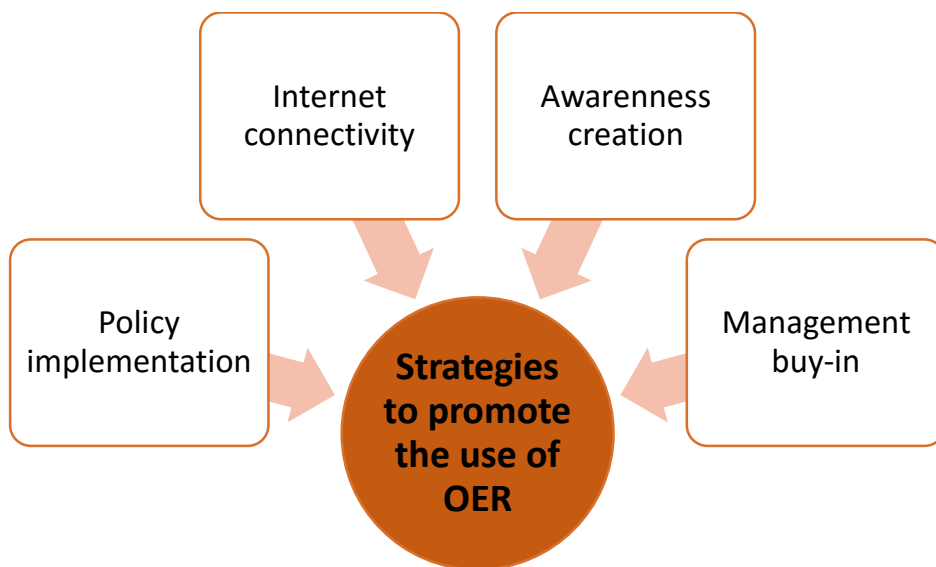 Internet
connectivity
Awarenness
creation
Policy
implementation
Management
buy-in
Strategies
to promote
the use of
OER